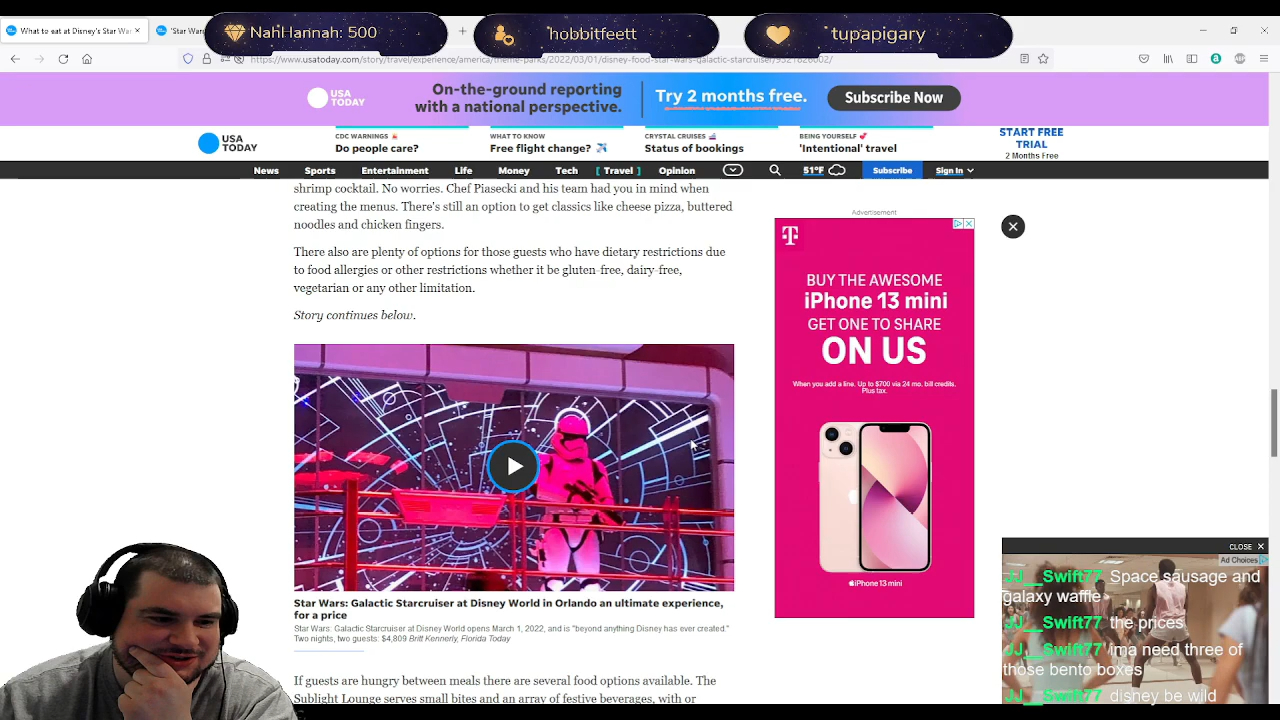 What to eat at Disney's Star Wa
'Star Wars
NahHannah: 500
hobbitfeett
tupapigary
https://www.usatoday.com/story/travel/experience/america/theme-parks/2022/03/01/disney-food-star-wars-galactic-starcruiser/9321826002/
USA
TODAY
On-the-ground reporting
with a national perspective.
Try 2 months free.
Subscribe Now
USA
TODAY
CDC WARNINGS
Do people care?
WHAT TO KNOW
Free flight change?
CRYSTAL CRUISES
Status of bookings
BEING YOURSELF
'Intentional' travel
START FREE
TRIAL
2 Months Free
News
Sports
Entertainment
Life
Money
Tech
[ Travel ]
Opinion
51°F
Subscribe
Sign In
shrimp cocktail. No worries. Chef Piasecki and his team had you in mind when
creating the menus. There's still an option to get classics like cheese pizza, buttered
noodles and chicken fingers.
There also are plenty of options for those guests who have dietary restrictions due
to food allergies or other restrictions whether it be gluten-free, dairy-free,
vegetarian or any other limitation.
Story continues below.
Star Wars: Galactic Starcruiser at Disney World in Orlando an ultimate experience,
for a price
Star Wars: Galactic Starcruiser at Disney World opens March 1, 2022, and is "beyond anything Disney has ever created."
Two nights, two guests: $4,809 Britt Kennerly, Florida Today
If guests are hungry between meals there are several food options available. The
Sublight Lounge serves small bites and an array of festive beverages, with or
Advertisement
T
BUY THE AWESOME
iPhone 13 mini
GET ONE TO SHARE
ON US
When you add a line. Up to $700 via 24 mo. bill credits.
Plus tax.
iPhone 13 mini
CLOSE X
Ad Choices
JJ__Swift77 Space sausage and
galaxy waffle
JJ__Swift77 the prices
JJ__Swift77 ima need three of
those bento boxes
JJ__Swift77 disney be wild